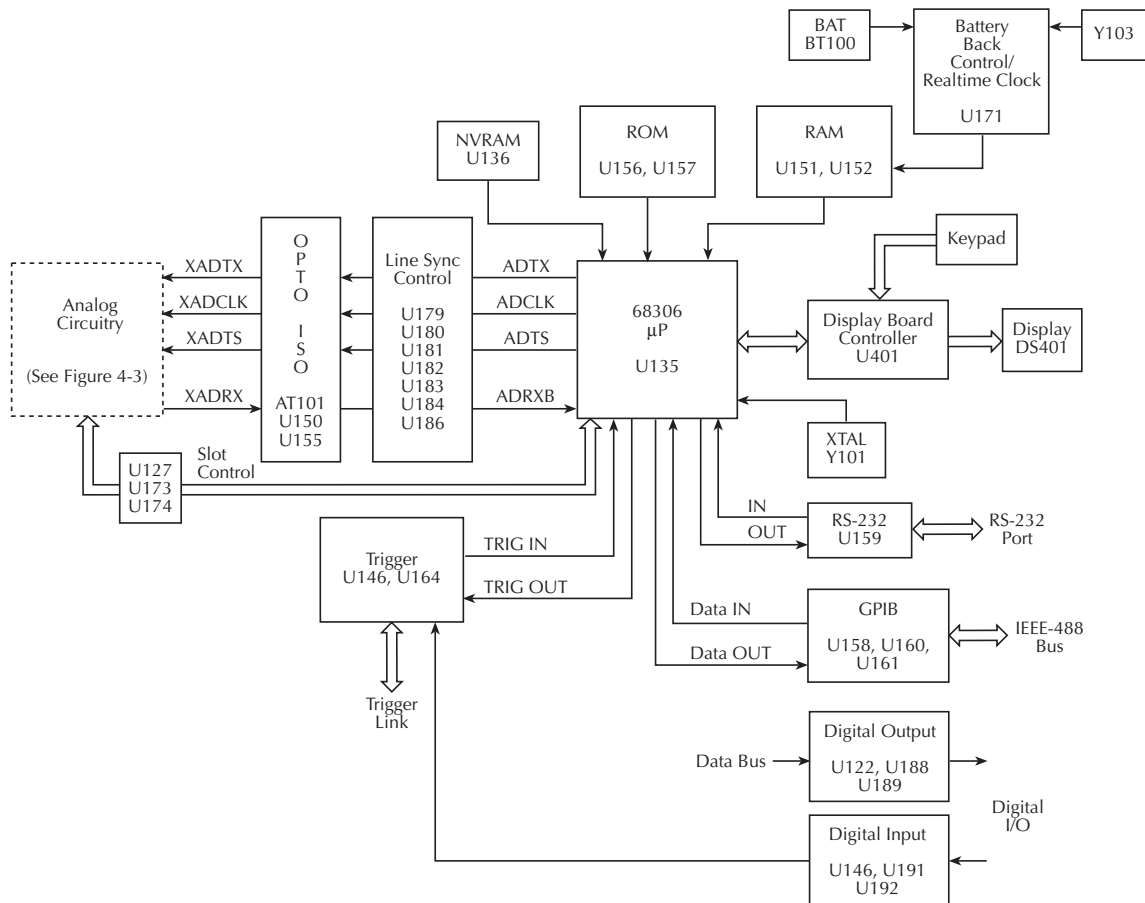 BAT
BT100
Battery
Back
Control/
Realtime Clock
U171
Y103
NVRAM
U136
ROM
U156, U157
RAM
U151, U152
Keypad
Analog
Circuitry
(See Figure 4-3)
XADTX
XADCLK
XADTS
XADRX
O
P
T
O
I
S
O
AT101
U150
U155
Line Sync
Control
U179
U180
U181
U182
U183
U184
U186
ADTX
ADCLK
ADTS
ADRXB
68306
µP
U135
Display Board
Controller
U401
Display
DS401
XTAL
Y101
U127
U173
U174
Slot
Control
IN
OUT
RS-232
U159
RS-232
Port
Trigger
U146, U164
TRIG IN
TRIG OUT
Trigger
Link
Data IN
Data OUT
GPIB
U158, U160,
U161
IEEE-488
Bus
Data Bus
Digital Output
U122, U188
U189
Digital
I/O
Digital Input
U146, U191
U192